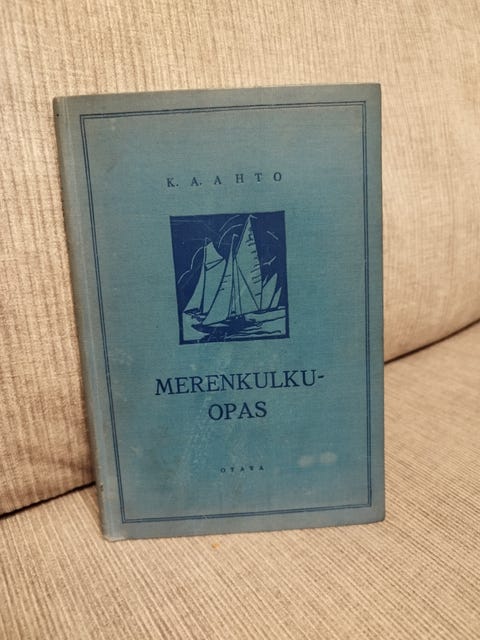 K. A. AHTO
MERENKULKU-
OPAS
OTAVA